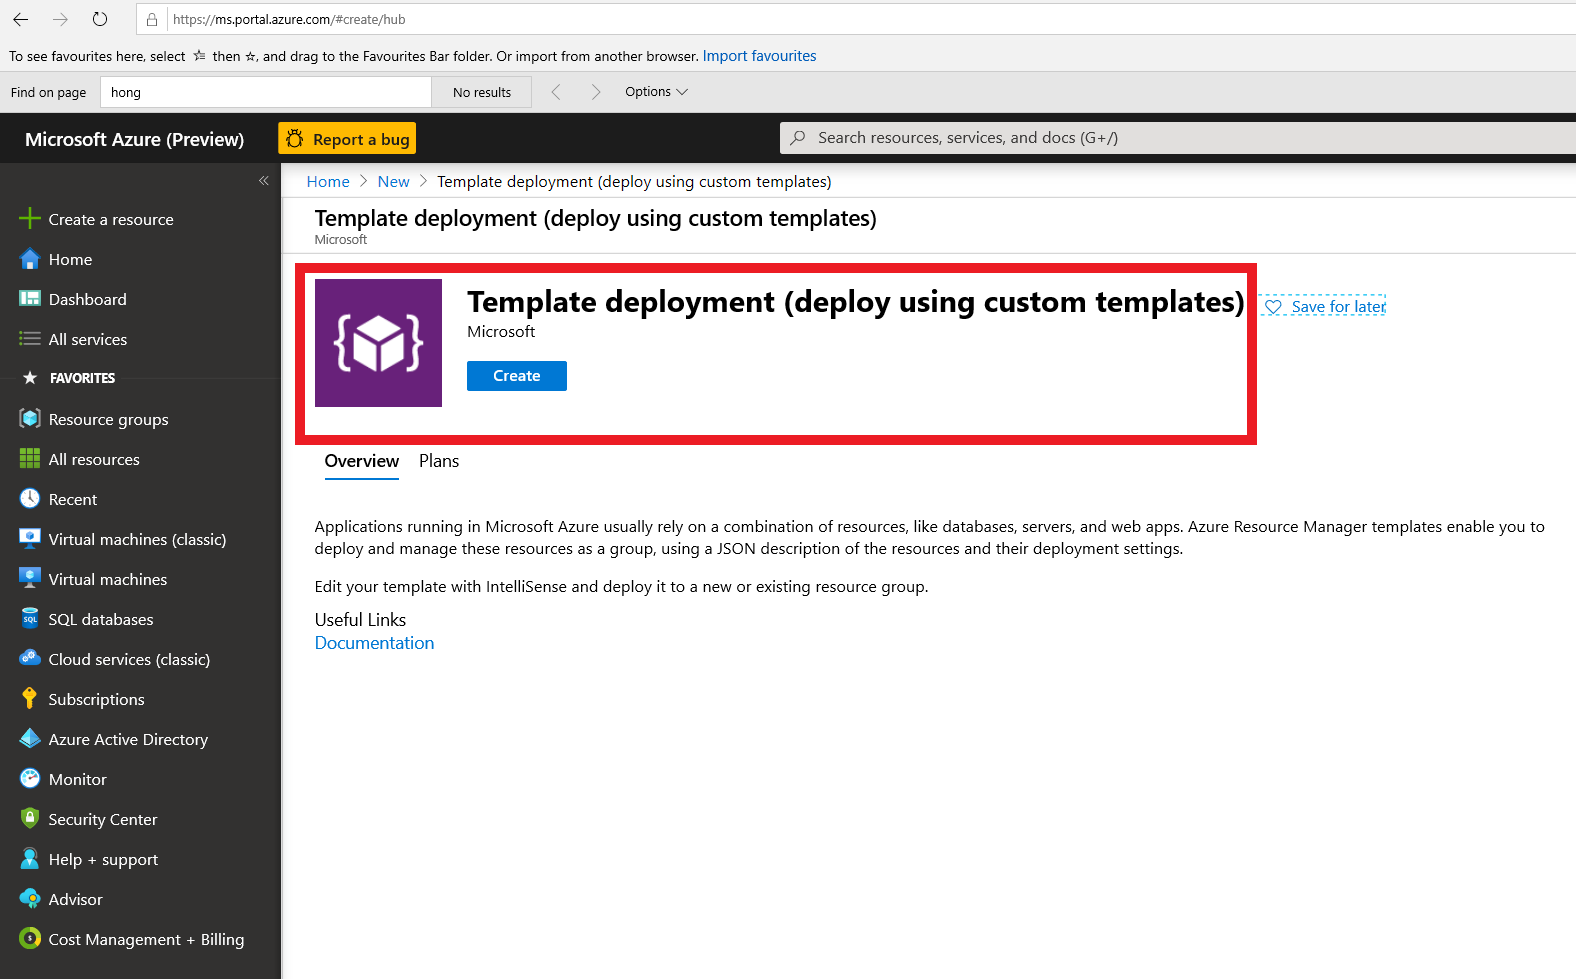 https://ms.portal.azure.com/#create/hub
To see favourites here, select then ☆, and drag to the Favourites Bar folder. Or import from another browser. Import favourites
Find on page hong No results Options
Microsoft Azure (Preview) Report a bug Search resources, services, and docs (G+/)
«
Home > New > Template deployment (deploy using custom templates)
Template deployment (deploy using custom templates)
Microsoft
Create a resource
Home
Dashboard
All services
FAVORITES
Resource groups
All resources
Recent
Virtual machines (classic)
Virtual machines
SQL
SQL databases
Cloud services (classic)
Subscriptions
Azure Active Directory
Monitor
Security Center
Help + support
Advisor
$
Cost Management + Billing
{ }
Template deployment (deploy using custom templates)
Save for later
Microsoft
Create
Overview Plans
Applications running in Microsoft Azure usually rely on a combination of resources, like databases, servers, and web apps. Azure Resource Manager templates enable you to
deploy and manage these resources as a group, using a JSON description of the resources and their deployment settings.
Edit your template with IntelliSense and deploy it to a new or existing resource group.
Useful Links
Documentation